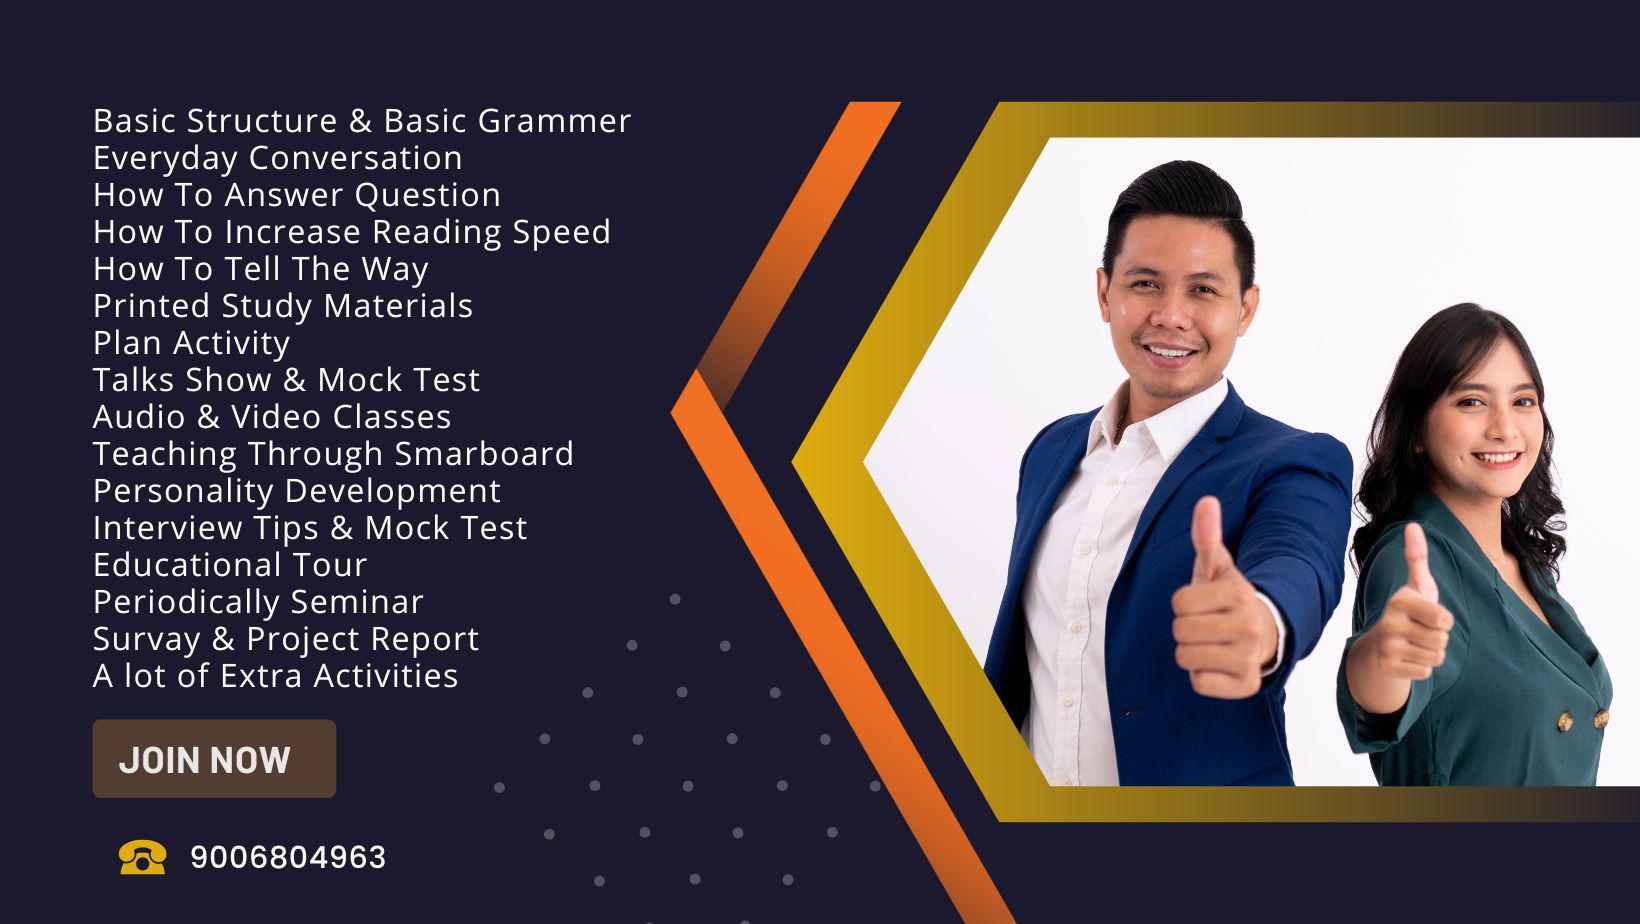 Basic Structure & Basic Grammer
Everyday Conversation
How To Answer Question
How To Increase Reading Speed
How To Tell The Way
Printed Study Materials
Plan Activity
Talks Show & Mock Test
Audio & Video Classes
Teaching Through Smarboard
Personality Development
Interview Tips & Mock Test
Educational Tour
Periodically Seminar
Survay & Project Report
A lot of Extra Activities
JOIN NOW
9006804963